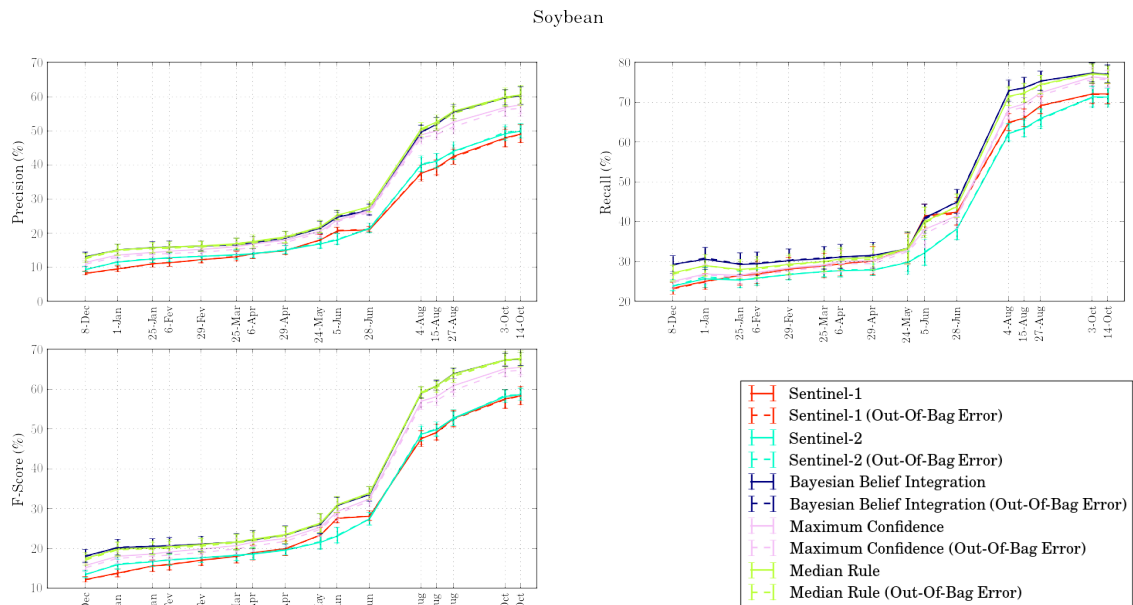 Soybean
Precision (%)
70
60
50
40
30
20
10
0
8-Dec
1-Jan
25-Jan
6-Fev
29-Fev
25-Mar
6-Apr
29-Apr
24-May
5-Jun
28-Jun
4-Aug
15-Aug
27-Aug
3-Oct
14-Oct
Recall (%)
80
70
60
50
40
30
20
8-Dec
1-Jan
25-Jan
6-Fev
29-Fev
25-Mar
6-Apr
29-Apr
24-May
5-Jun
28-Jun
4-Aug
15-Aug
27-Aug
3-Oct
14-Oct
F-Score (%)
70
60
50
40
30
20
10
Sentinel-1
Sentinel-1 (Out-Of-Bag Error)
Sentinel-2
Sentinel-2 (Out-Of-Bag Error)
Bayesian Belief Integration
Bayesian Belief Integration (Out-Of-Bag Error)
Maximum Confidence
Maximum Confidence (Out-Of-Bag Error)
Median Rule
Median Rule (Out-Of-Bag Error)